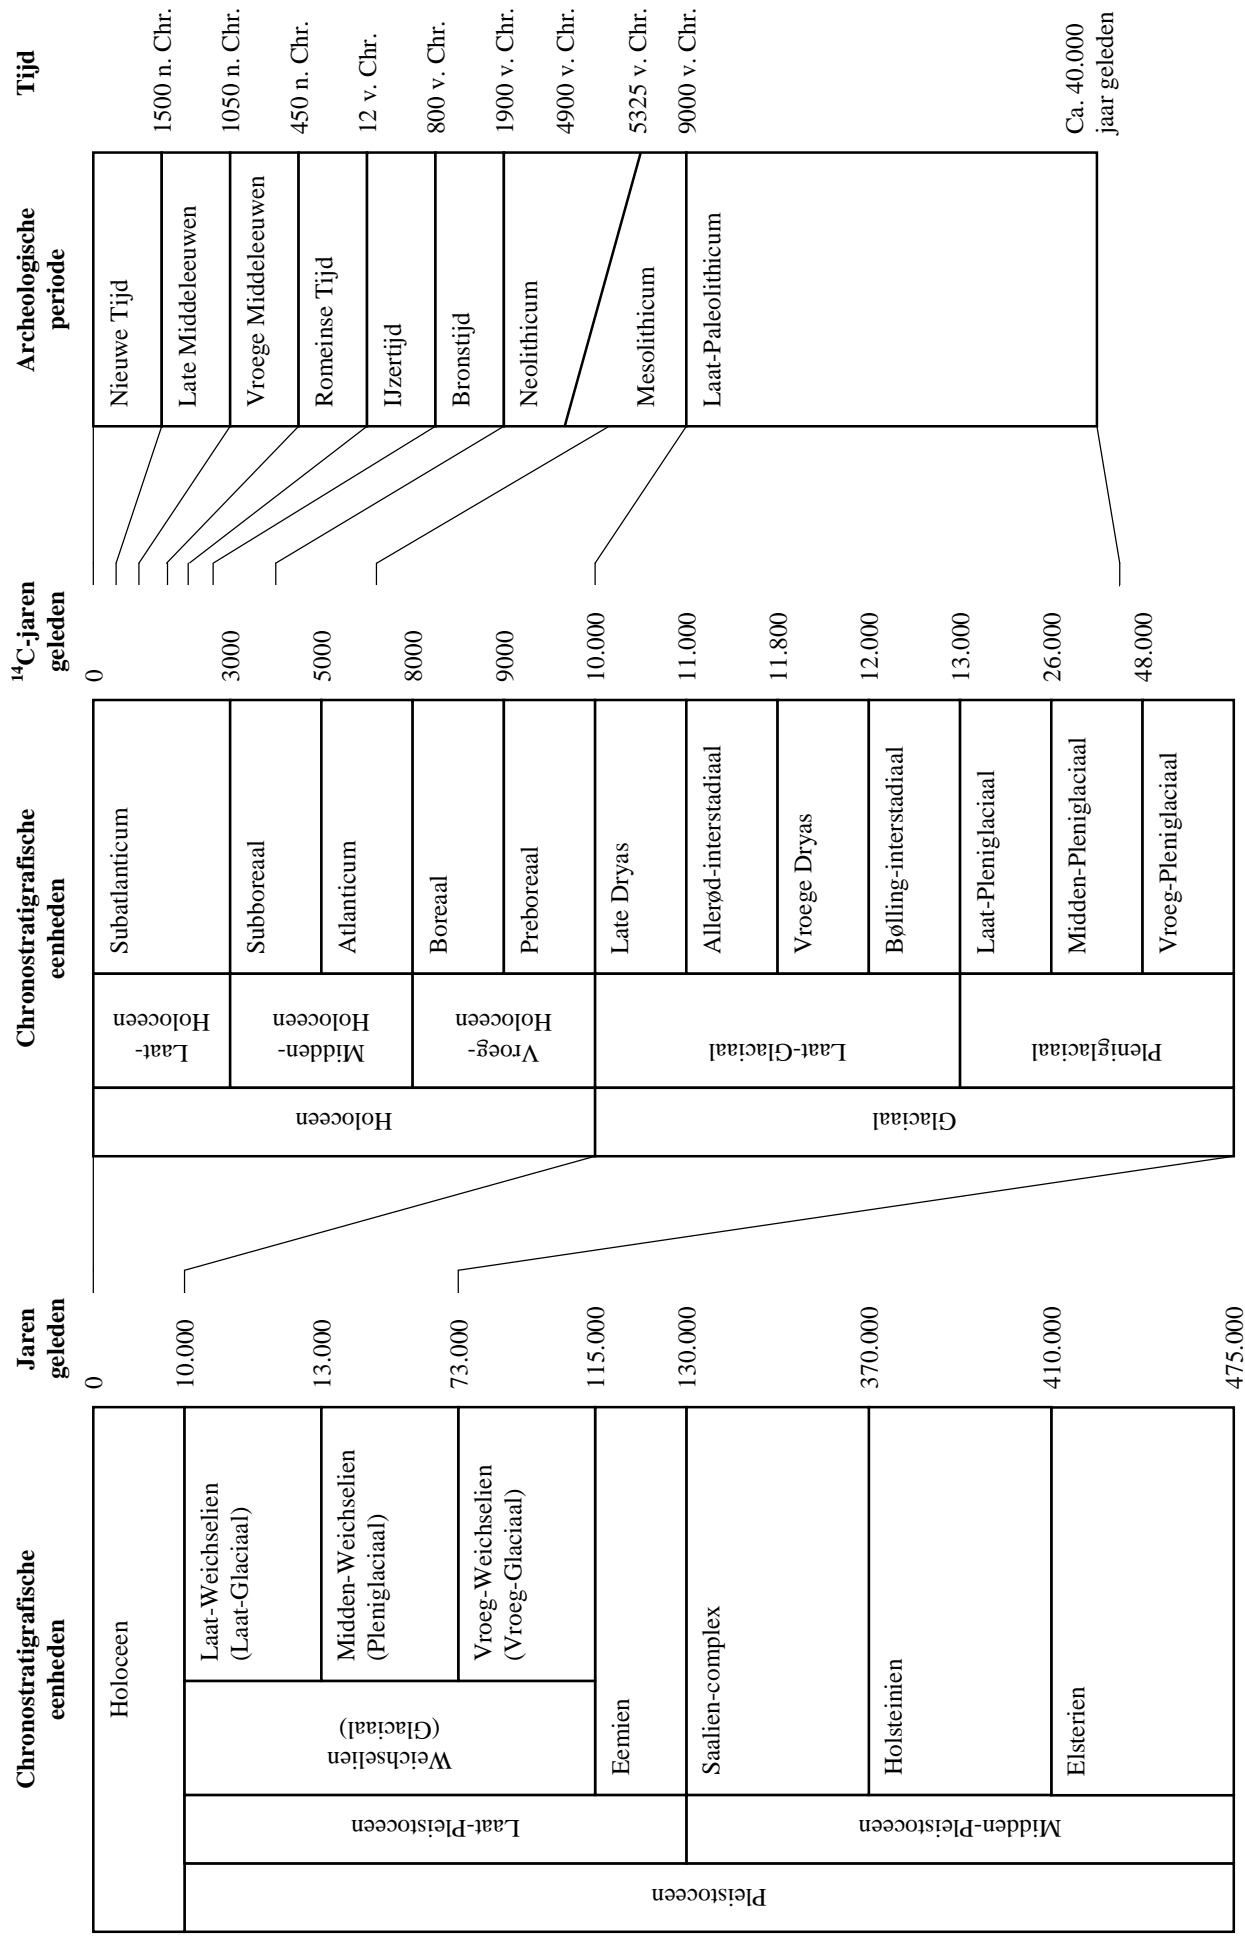 Chronostratigrafische
eenheden
Jaren
geleden
Chronostratigrafische
eenheden
¹⁴C-jaren
geleden
Archeologische
periode
Tijd
Pleistoceen
Laat-Pleistoceen
Midden-Pleistoceen
Weichselien
(Glaciaal)
Holoceen
Laat-Weichselien
(Laat-Glaciaal)
Midden-Weichselien
(Pleniglaciaal)
Vroeg-Weichselien
(Vroeg-Glaciaal)
Eemien
Saalien-complex
Holsteinien
Elsterien
0
10.000
13.000
73.000
115.000
130.000
370.000
410.000
475.000
Holoceen
Glaciaal
Laat-
Holoceen
Midden-
Holoceen
Vroeg-
Holoceen
Laat-Glaciaal
Pleniglaciaal
Subatlanticum
Subboreaal
Atlanticum
Boreaal
Preboreaal
Late Dryas
Allerød-interstadiaal
Vroege Dryas
Bølling-interstadiaal
Laat-Pleniglaciaal
Midden-Pleniglaciaal
Vroeg-Pleniglaciaal
0
3000
5000
8000
9000
10.000
11.000
11.800
12.000
13.000
26.000
48.000
Nieuwe Tijd
Late Middeleeuwen
Vroege Middeleeuwen
Romeinse Tijd
IJzertijd
Bronstijd
Neolithicum
Mesolithicum
Laat-Paleolithicum
1500 n. Chr.
1050 n. Chr.
450 n. Chr.
12 v. Chr.
800 v. Chr.
1900 v. Chr.
4900 v. Chr.
5325 v. Chr.
9000 v. Chr.
Ca. 40.000
jaar geleden